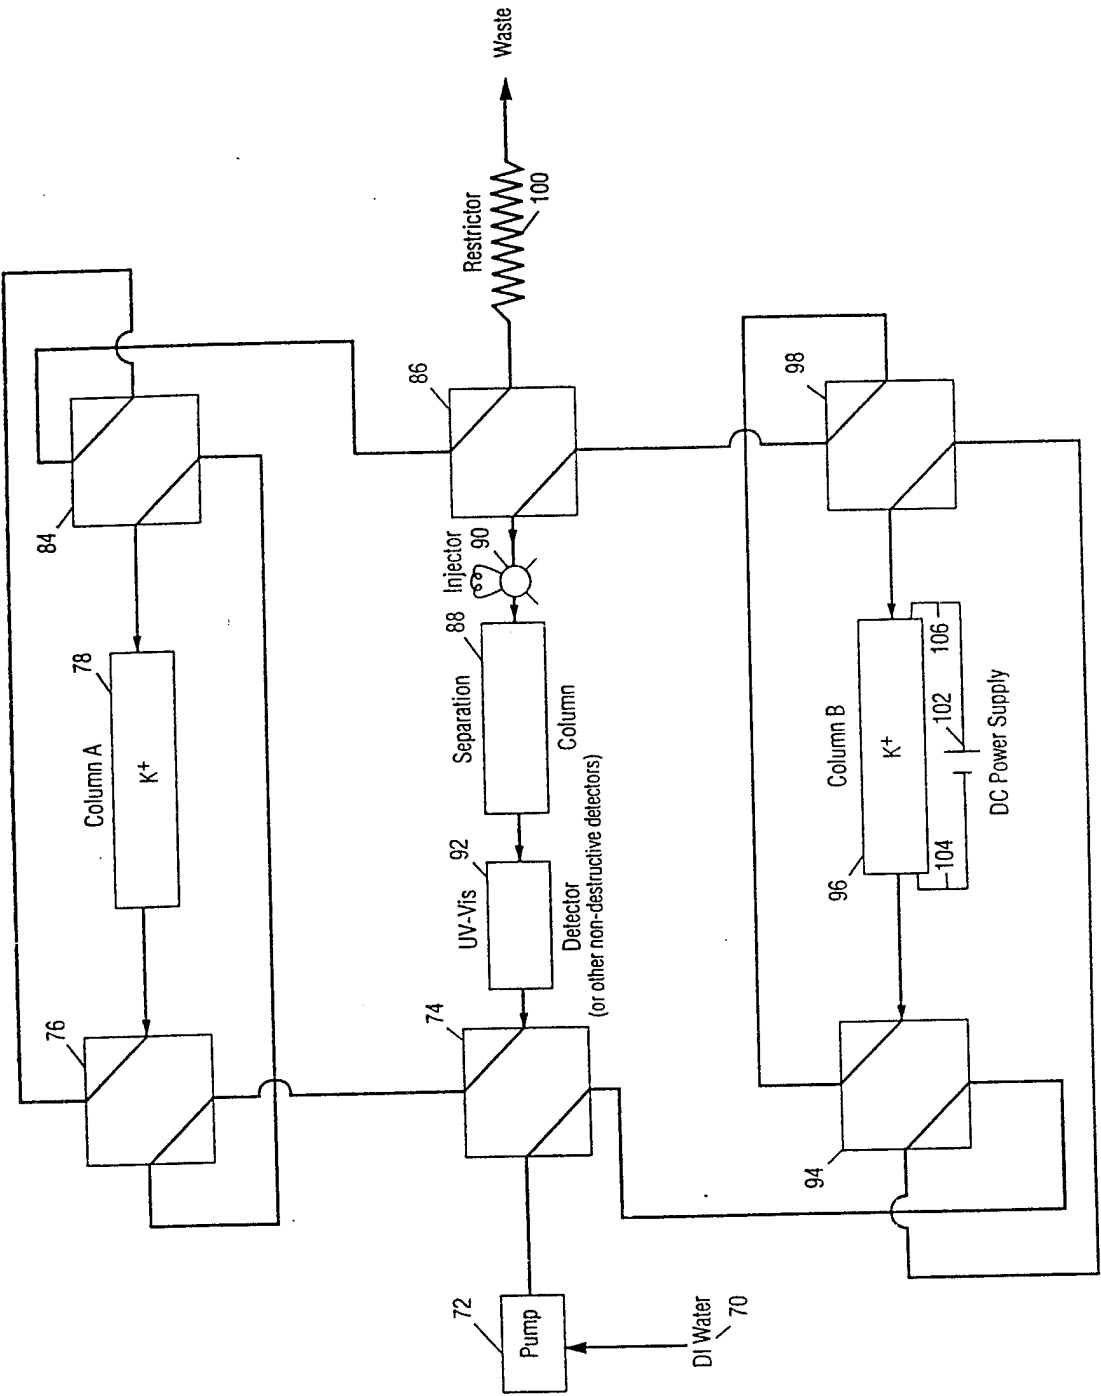 76
Column A
78
84
K+
72
Pump
DI Water
70
74
UV-Vis
92
Detector
(or other non-destructive detectors)
Separation
88
Column
Injector
90
86
Restrictor
100
Waste
94
96
Column B
K+
98
104
102
106
DC Power Supply